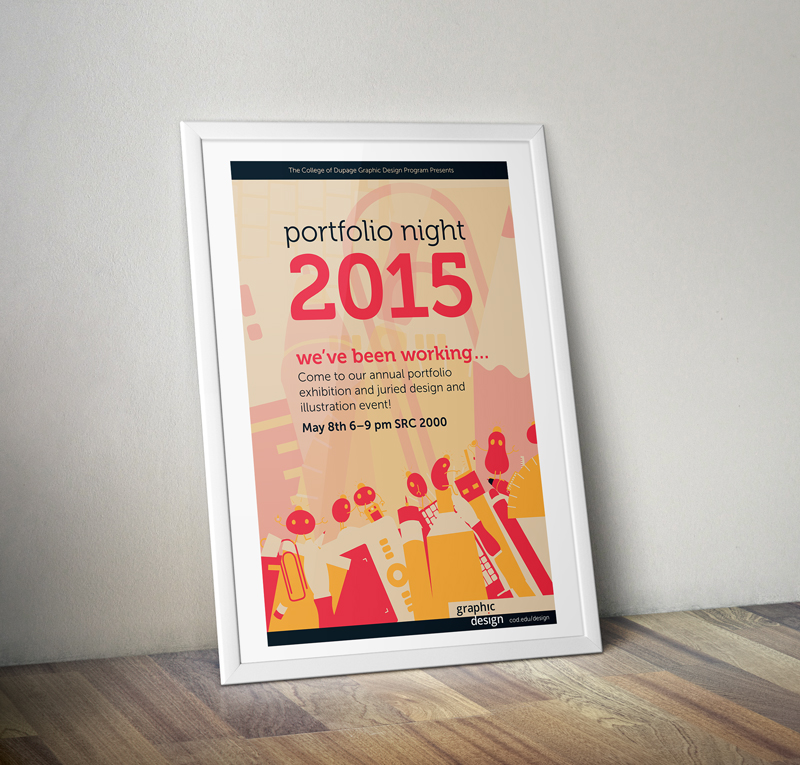 The College of Dupage Graphic Design Program Presents
portfolio night
2015
we've been working...
Come to our annual portfolio
exhibition and juried design and
illustration event!
May 8th 6–9 pm SRC 2000
graphic
design cod.edu/design